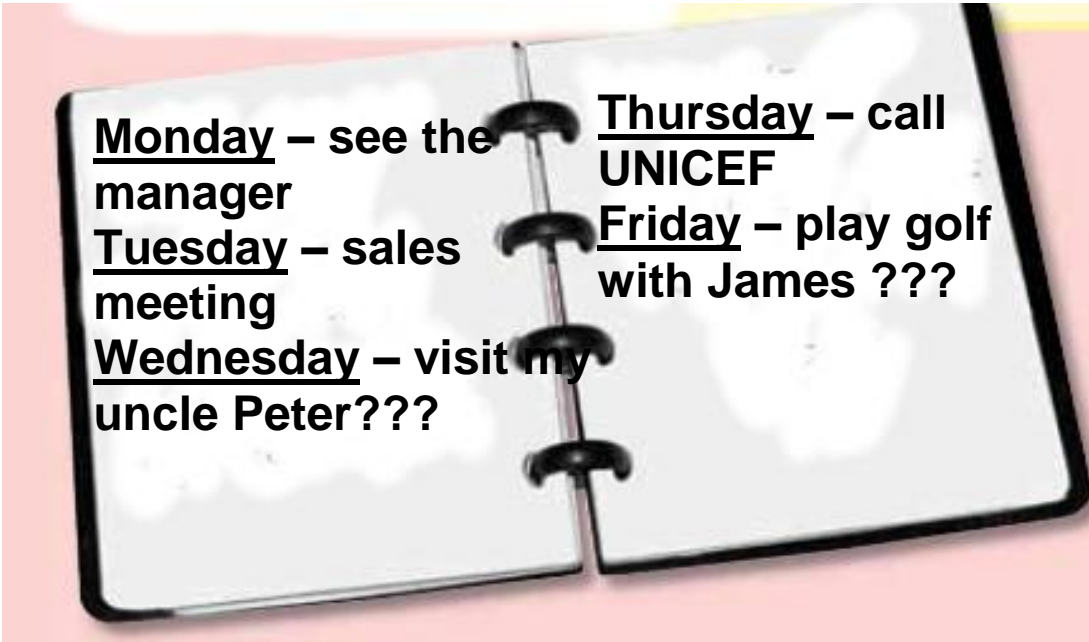 Monday – see the
manager
Tuesday – sales
meeting
Wednesday – visit my
uncle Peter???
Thursday – call
UNICEF
Friday – play golf
with James ???